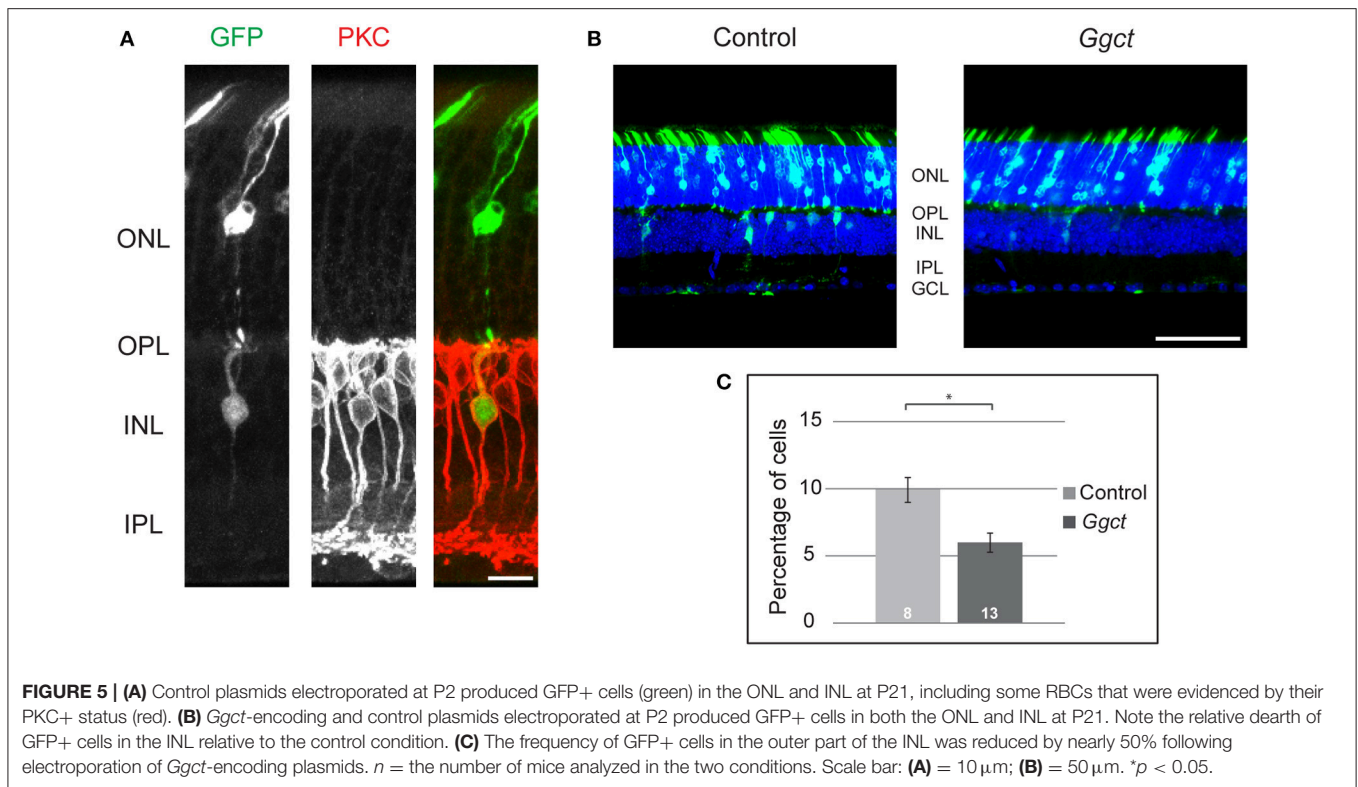 A
GFP
PKC
ONL
OPL
INL
IPL
B
Control
Ggct
ONL
OPL
INL
IPL
GCL
C
*
Percentage of cells
15
10
5
0
8
13
Control
Ggct
FIGURE 5 | (A) Control plasmids electroporated at P2 produced GFP+ cells (green) in the ONL and INL at P21, including some RBCs that were evidenced by their
PKC+ status (red). (B) Ggct-encoding and control plasmids electroporated at P2 produced GFP+ cells in both the ONL and INL at P21. Note the relative dearth of
GFP+ cells in the INL relative to the control condition. (C) The frequency of GFP+ cells in the outer part of the INL was reduced by nearly 50% following
electroporation of Ggct-encoding plasmids. n = the number of mice analyzed in the two conditions. Scale bar: (A) = 10 μm; (B) = 50 μm. *p < 0.05.